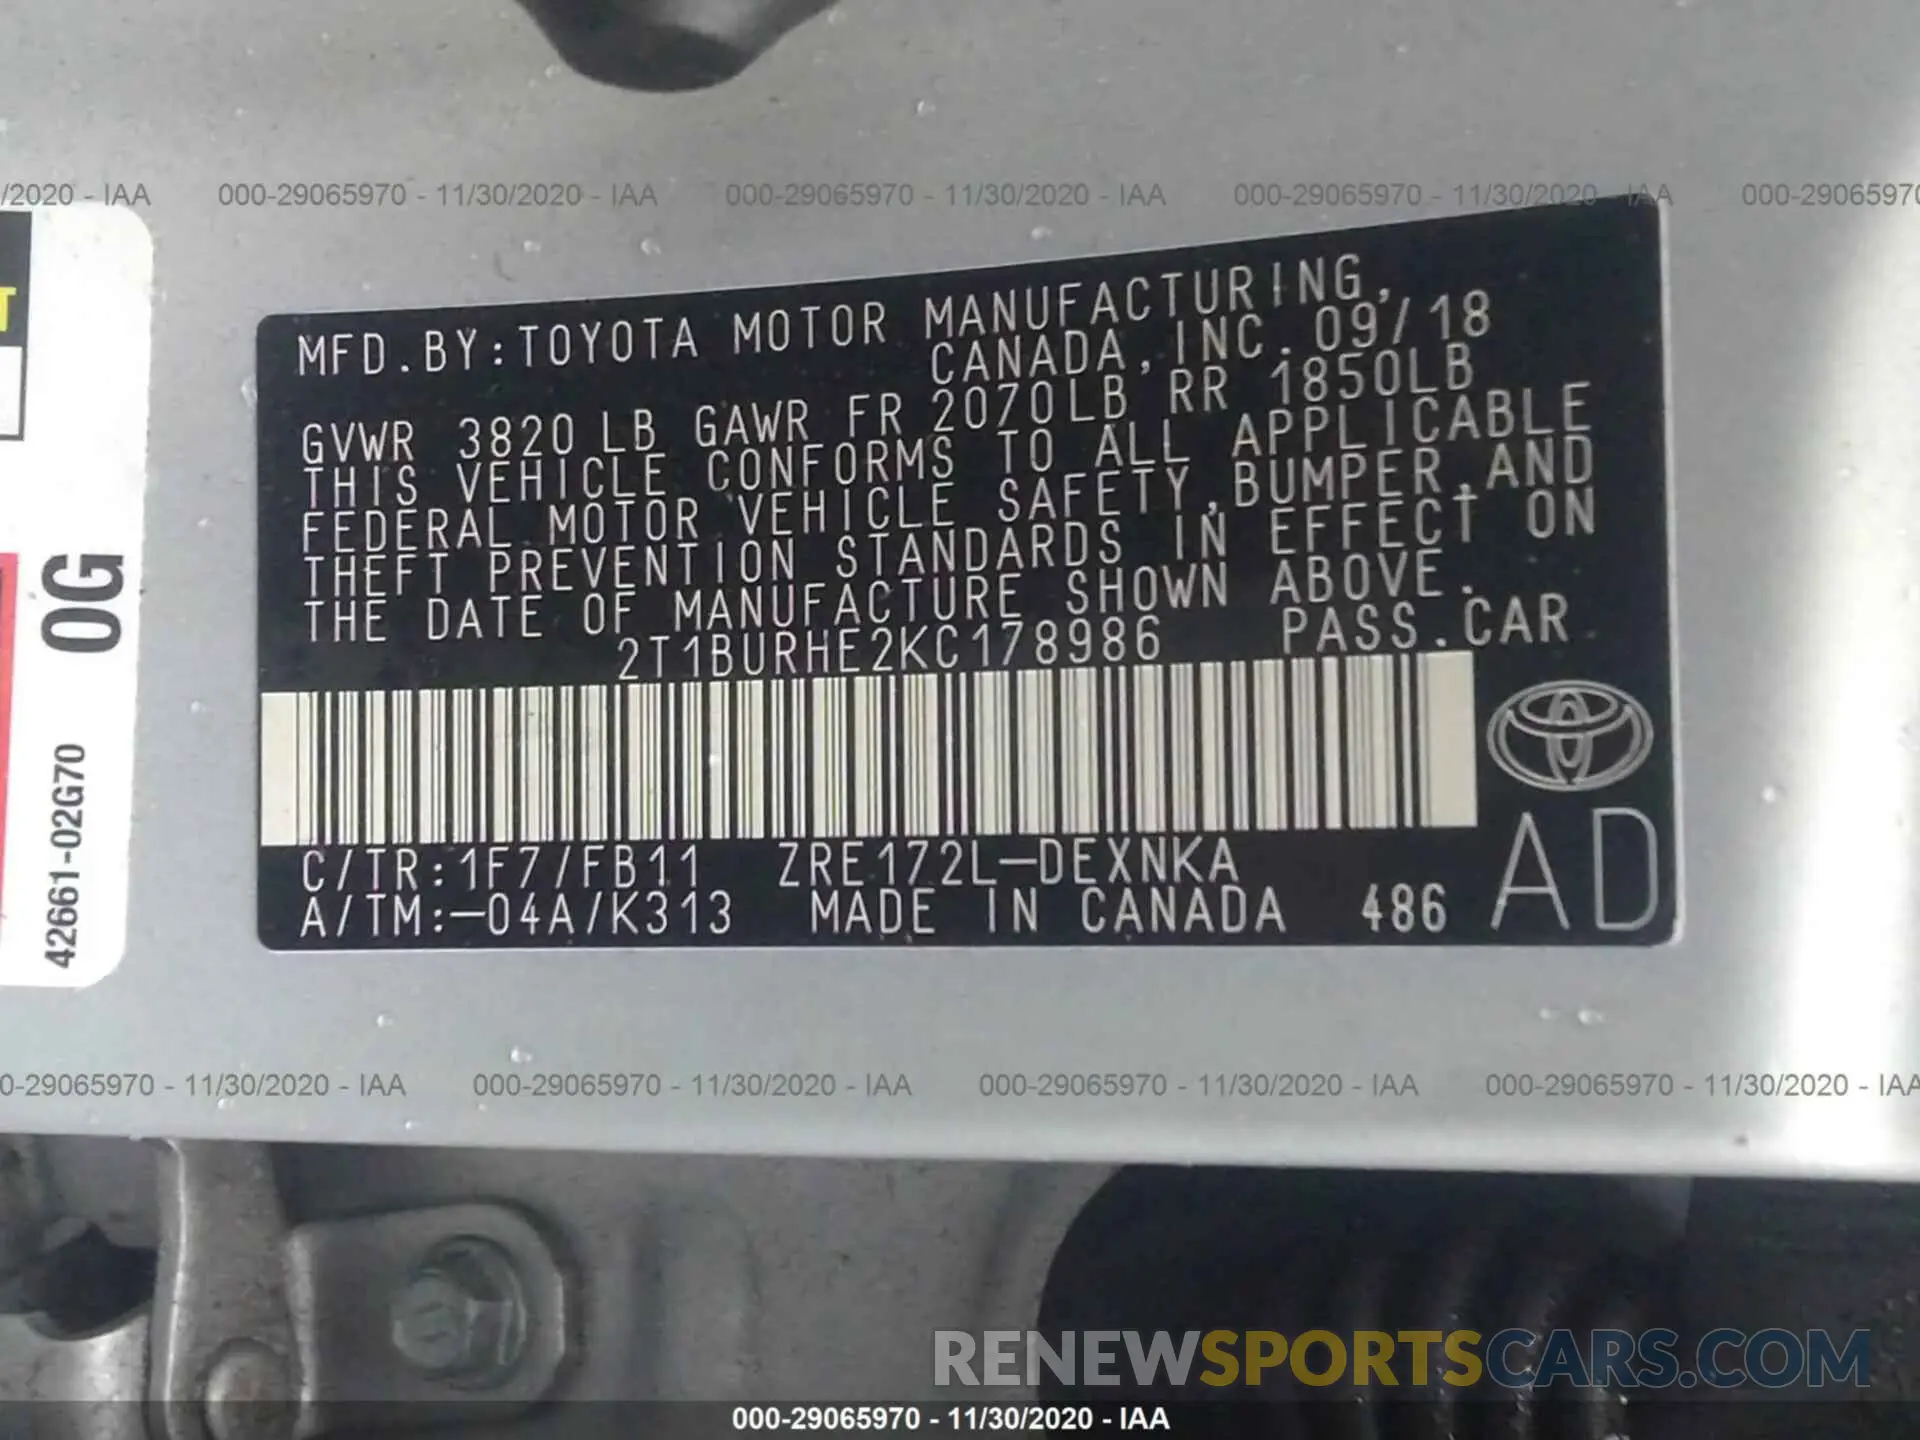 /2020 - IAA 000-29065970 - 11/30/2020 - IAA 000-29065970 - 11/30/2020 - IAA 000-29065970 - 11/30/2020 - IAA 000-29065970
T
0G
42661-02G70
MFD.BY:TOYOTA MOTOR MANUFACTURING,
CANADA, INC. 09/18
GVWR 3820 LB GAWR FR 2070LB RR 1850LB
THIS VEHICLE CONFORMS TO ALL APPLICABLE
FEDERAL MOTOR VEHICLE SAFETY,BUMPER,AND
THEFT PREVENTION STANDARDS IN EFFECT ON
THE DATE OF MANUFACTURE SHOWN ABOVE.
2T1BURHE2KC178986 PASS.CAR
C/TR:1F7/FB11 ZRE172L-DEXNKA
A/TM:-04A/K313 MADE IN CANADA 486
AD
0-29065970 - 11/30/2020 - IAA 000-29065970 - 11/30/2020 - IAA 000-29065970 - 11/30/2020 - IAA 000-29065970 - 11/30/2020 - IAA
RENEWSPORTSCARS.COM
000-29065970 - 11/30/2020 - IAA